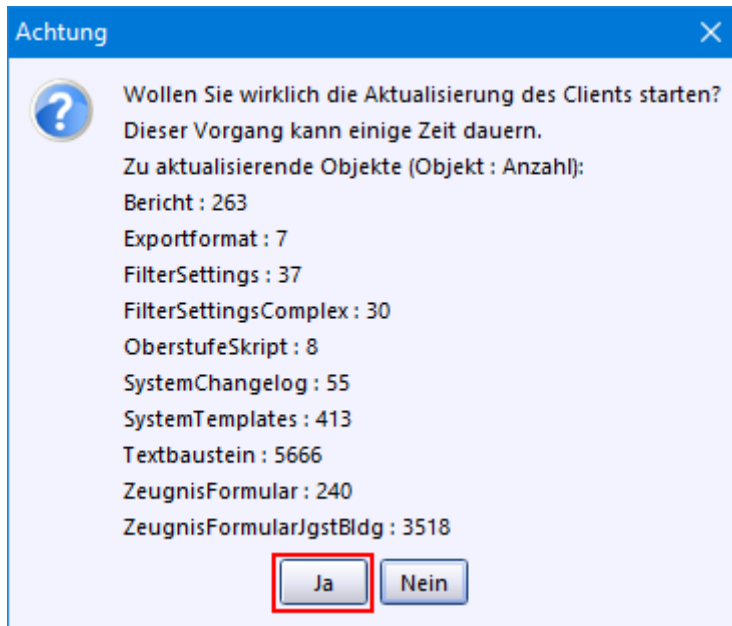 Achtung
Wollen Sie wirklich die Aktualisierung des Clients starten?
Dieser Vorgang kann einige Zeit dauern.
Zu aktualisierende Objekte (Objekt : Anzahl):
Bericht : 263
Exportformat : 7
FilterSettings : 37
FilterSettingsComplex : 30
OberstufeSkript : 8
SystemChangelog : 55
SystemTemplates : 413
Textbaustein : 5666
ZeugnisFormular : 240
ZeugnisFormularJgstBldg : 3518
Ja Nein